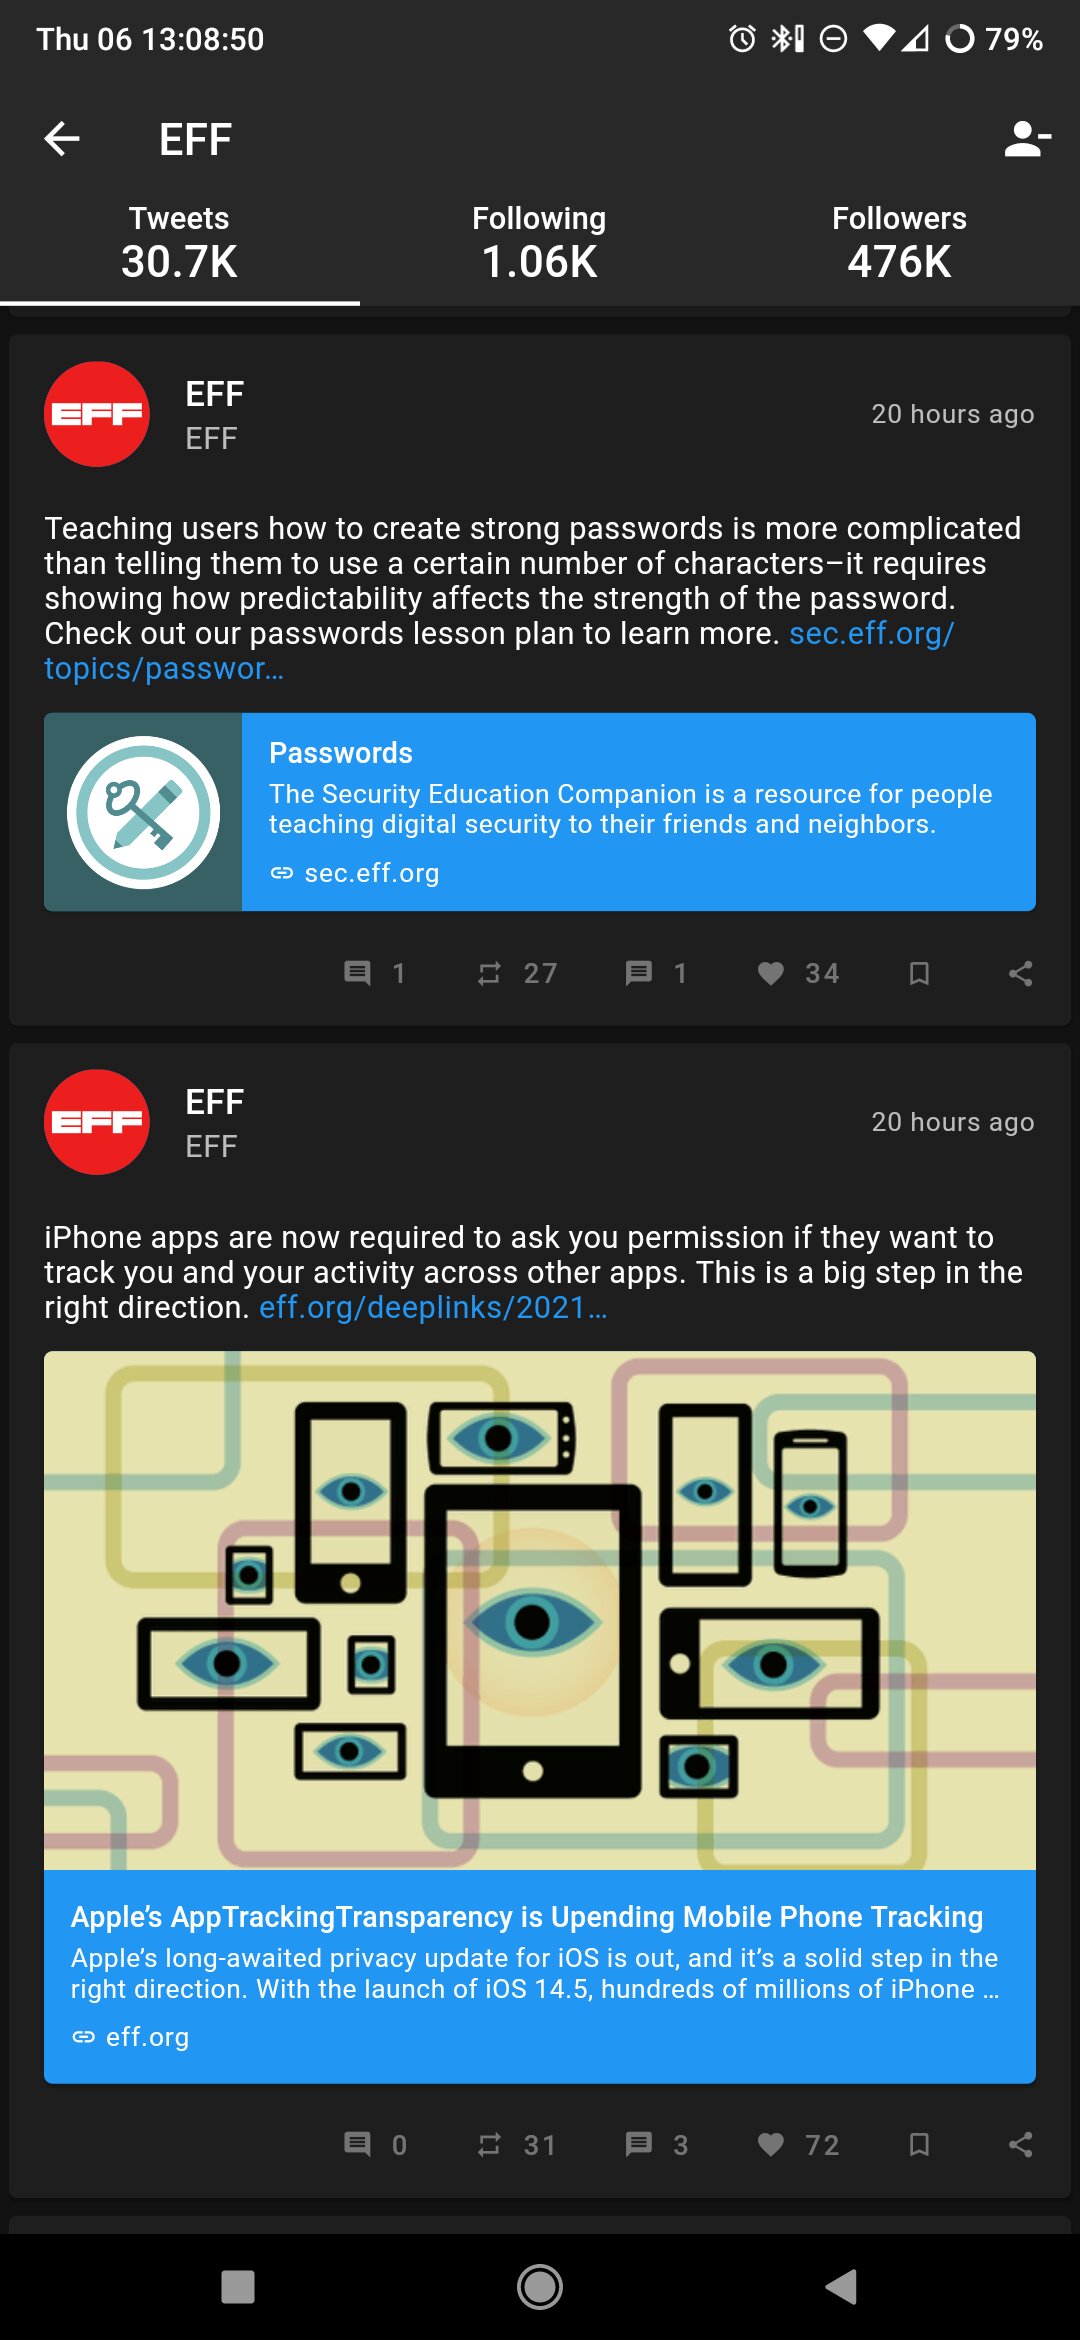 Thu 06 13:08:50
79%
EFF
Tweets
30.7K
Following
1.06K
Followers
476K
EFF
EFF
EFF
20 hours ago
Teaching users how to create strong passwords is more complicated
than telling them to use a certain number of characters–it requires
showing how predictability affects the strength of the password.
Check out our passwords lesson plan to learn more. sec.eff.org/
topics/passwor…
Passwords
The Security Education Companion is a resource for people
teaching digital security to their friends and neighbors.
sec.eff.org
1 27 1 34
EFF
EFF
EFF
20 hours ago
iPhone apps are now required to ask you permission if they want to
track you and your activity across other apps. This is a big step in the
right direction. eff.org/deeplinks/2021…
Apple’s AppTrackingTransparency is Upending Mobile Phone Tracking
Apple’s long-awaited privacy update for iOS is out, and it’s a solid step in the
right direction. With the launch of iOS 14.5, hundreds of millions of iPhone …
eff.org
0 31 3 72